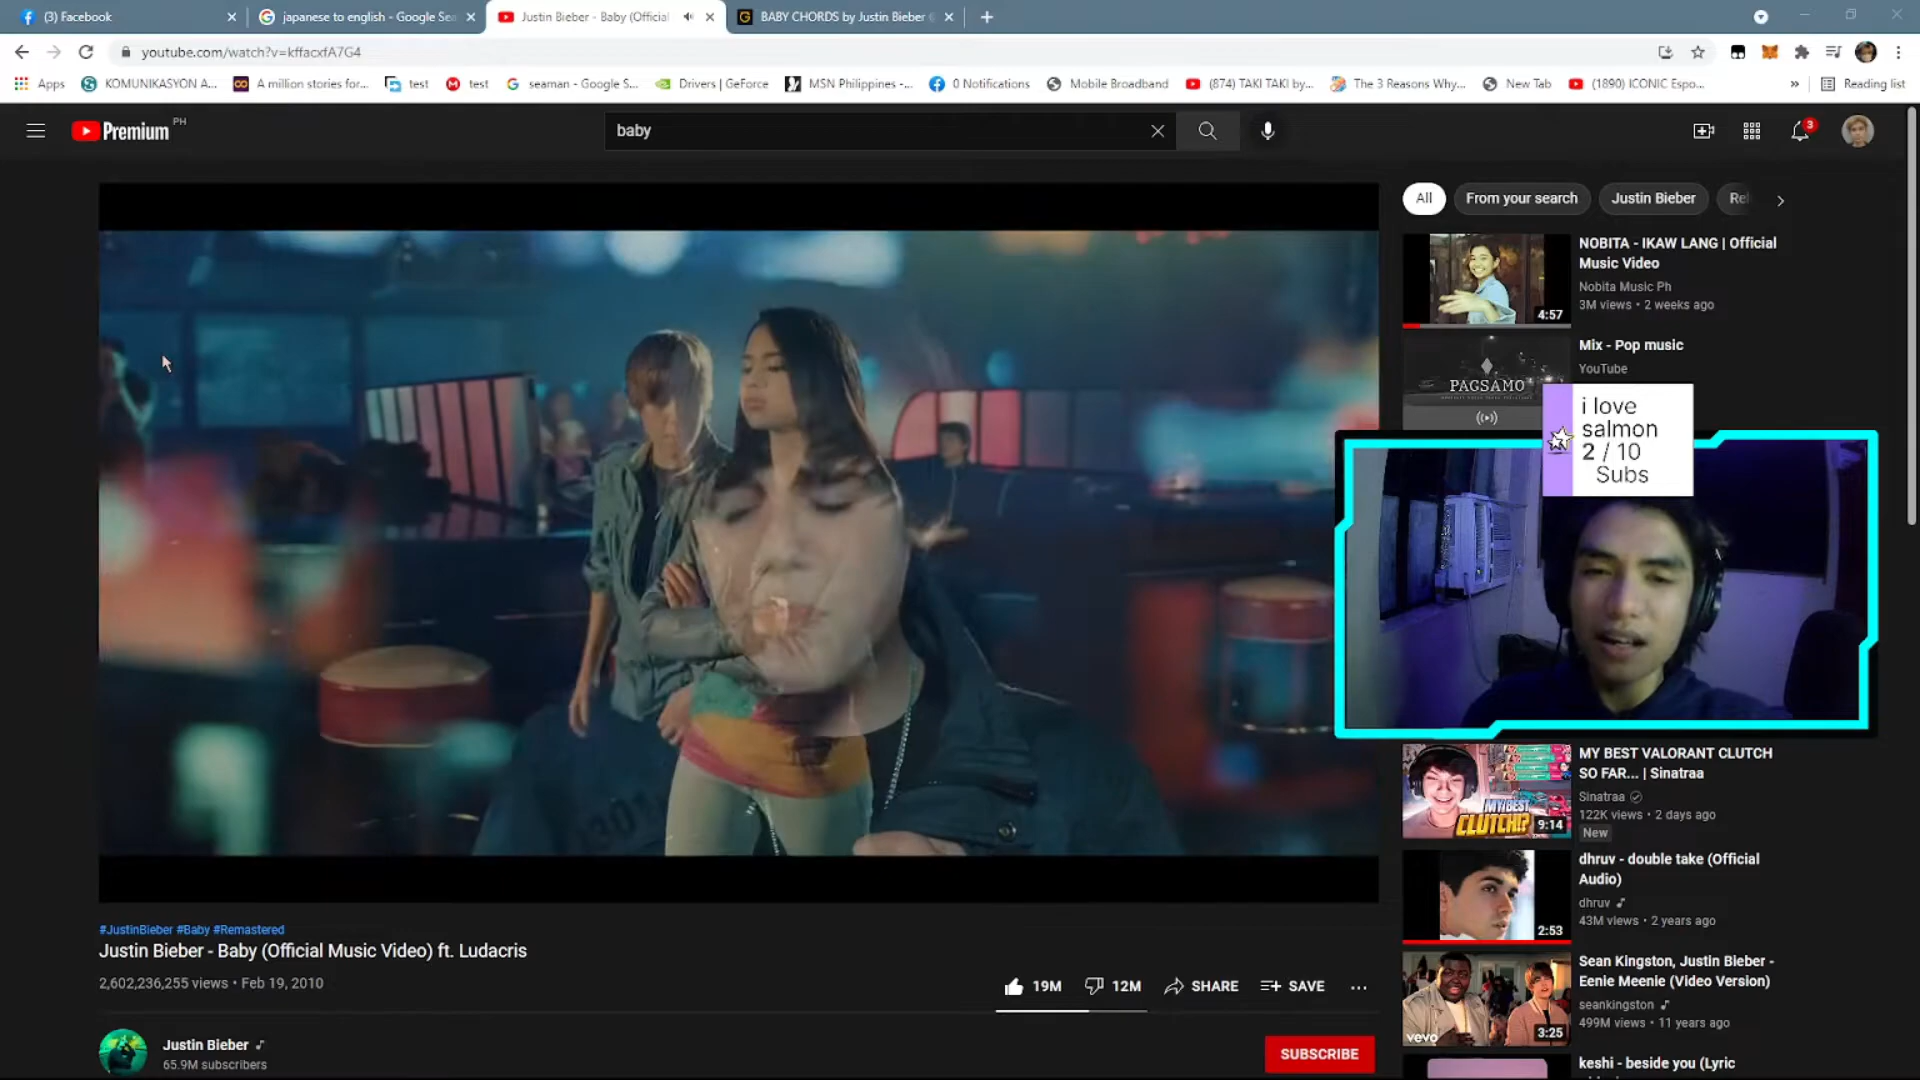 (3) Facebook
japanese to english - Google Sea
Justin Bieber - Baby (Official
BABY CHORDS by Justin Bieber
youtube.com/watch?v=kffacxfA7G4
Apps
KOMUNIKASYON A...
A million stories for...
test
test
seaman - Google S...
Drivers | GeForce
MSN Philippines -...
0 Notifications
Mobile Broadband
(874) TAKI TAKI by...
The 3 Reasons Why...
New Tab
(1890) ICONIC Espo...
»
Reading list
Premium PH
baby
3
All
From your search
Justin Bieber
Rel
NOBITA - IKAW LANG | Official
Music Video
Nobita Music Ph
3M views • 2 weeks ago
4:57
Mix - Pop music
YouTube
PAGSAMO
i love
salmon
2 / 10
Subs
MY BEST VALORANT CLUTCH
SO FAR... | Sinatraa
Sinatraa
122K views • 2 days ago
New
MY BEST
CLUTCH!?
9:14
dhruv - double take (Official
Audio)
dhruv
43M views • 2 years ago
2:53
Sean Kingston, Justin Bieber -
Eenie Meenie (Video Version)
seankingston
499M views • 11 years ago
vevo
3:25
keshi - beside you (Lyric
#JustinBieber #Baby #Remastered
Justin Bieber - Baby (Official Music Video) ft. Ludacris
2,602,236,255 views • Feb 19, 2010
19M
12M
SHARE
SAVE
Justin Bieber
65.9M subscribers
SUBSCRIBE